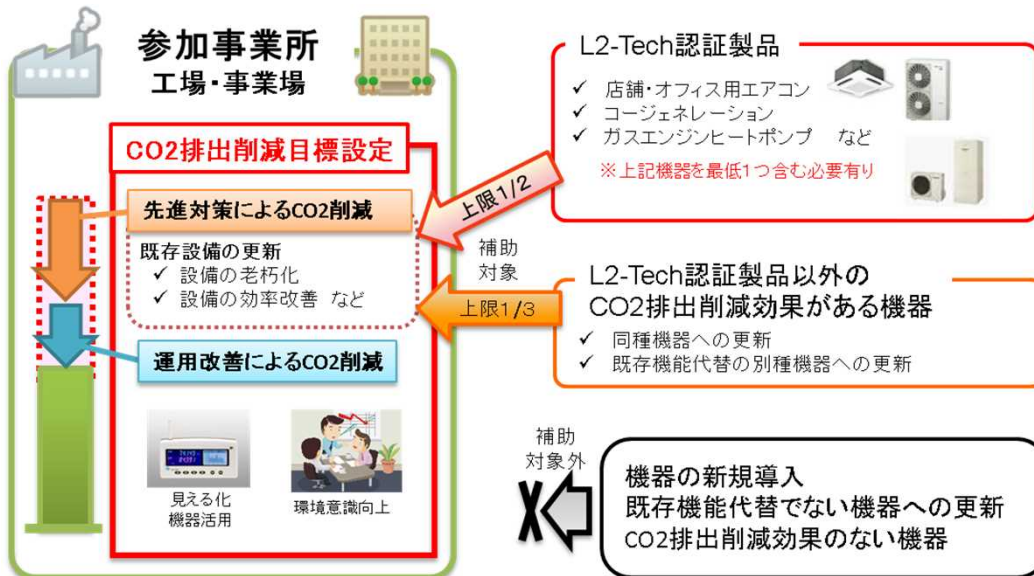 参加事業所
工場・事業場
CO2排出削減目標設定
先進対策によるCO2削減
既存設備の更新
✓ 設備の老朽化
✓ 設備の効率改善 など
運用改善によるCO2削減
見える化
機器活用
環境意識向上
上限1/2
補助
対象
上限1/3
L2-Tech認証製品
✓ 店舗・オフィス用エアコン
✓ コージェネレーション
✓ ガスエンジンヒートポンプ など
※上記機器を最低1つ含む必要有り
L2-Tech認証製品以外の
CO2排出削減効果がある機器
✓ 同種機器への更新
✓ 既存機能代替の別種機器への更新
補助
対象外
機器の新規導入
既存機能代替でない機器への更新
CO2排出削減効果のない機器